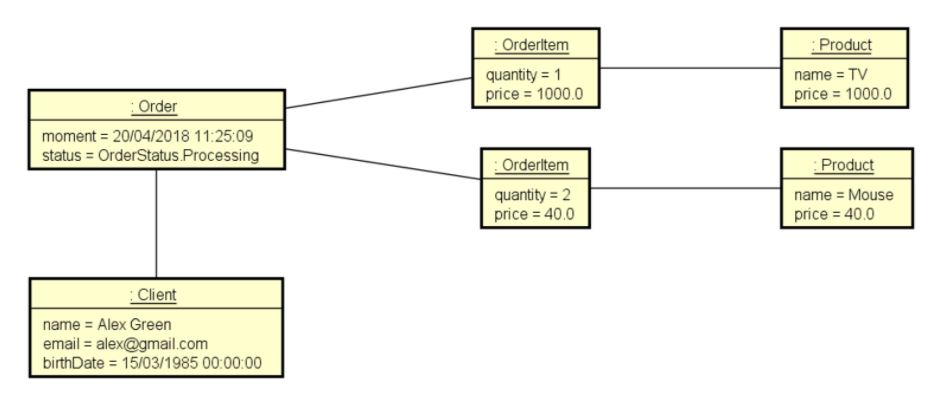 : OrderItem
quantity = 1
price = 1000.0
: Product
name = TV
price = 1000.0
: Order
moment = 20/04/2018 11:25:09
status = OrderStatus.Processing
: OrderItem
quantity = 2
price = 40.0
: Product
name = Mouse
price = 40.0
: Client
name = Alex Green
email = alex@gmail.com
birthDate = 15/03/1985 00:00:00